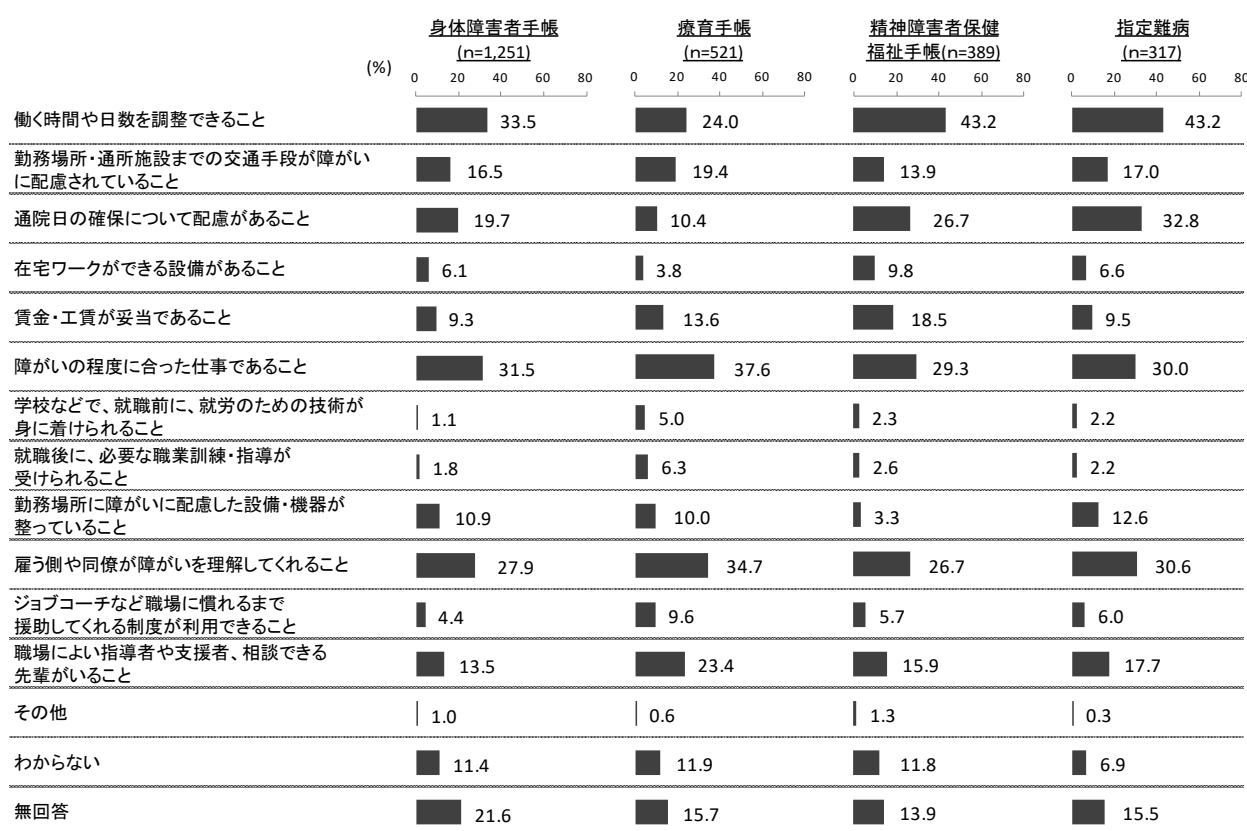 身体障害者手帳 療育手帳 精神障害者保健 指定難病
(n=1,251) (n=521) 福祉手帳(n=389) (n=317)
(%) 0 20 40 60 80 0 20 40 60 80 0 20 40 60 80 0 20 40 60 80
働く時間や日数を調整できること 33.5 24.0 43.2 43.2
勤務場所・通所施設までの交通手段が障がい
に配慮されていること 16.5 19.4 13.9 17.0
通院日の確保について配慮があること 19.7 10.4 26.7 32.8
在宅ワークができる設備があること 6.1 3.8 9.8 6.6
賃金・工賃が妥当であること 9.3 13.6 18.5 9.5
障がいの程度に合った仕事であること 31.5 37.6 29.3 30.0
学校などで、就職前に、就労のための技術が
身に着けられること 1.1 5.0 2.3 2.2
就職後に、必要な職業訓練・指導が
受けられること 1.8 6.3 2.6 2.2
勤務場所に障がいに配慮した設備・機器が
整っていること 10.9 10.0 3.3 12.6
雇う側や同僚が障がいを理解してくれること 27.9 34.7 26.7 30.6
ジョブコーチなど職場に慣れるまで
援助してくれる制度が利用できること 4.4 9.6 5.7 6.0
職場によい指導者や支援者、相談できる
先輩がいること 13.5 23.4 15.9 17.7
その他 1.0 0.6 1.3 0.3
わからない 11.4 11.9 11.8 6.9
無回答 21.6 15.7 13.9 15.5